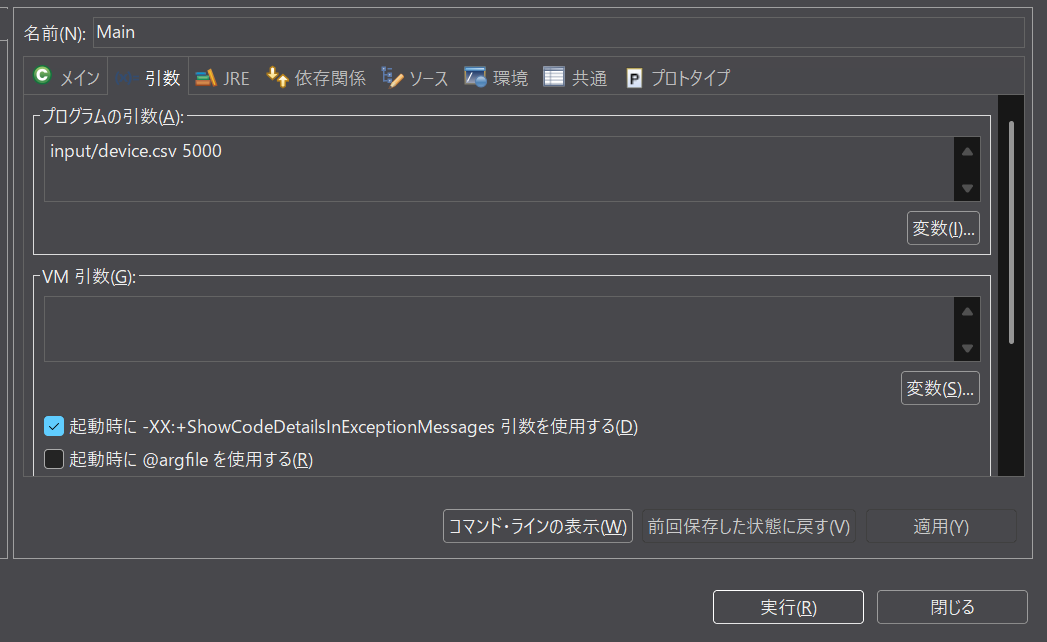 名前(N): Main
メイン 引数 JRE 依存関係 ソース 環境 共通 プロトタイプ
プログラムの引数(A):
input/device.csv 5000
変数(I)...
VM 引数(G):
変数(S)...
起動時に -XX:+ShowCodeDetailsInExceptionMessages 引数を使用する(D)
起動時に @argfile を使用する(R)
コマンド・ラインの表示(W) 前回保存した状態に戻す(V) 適用(Y)
実行(R) 閉じる